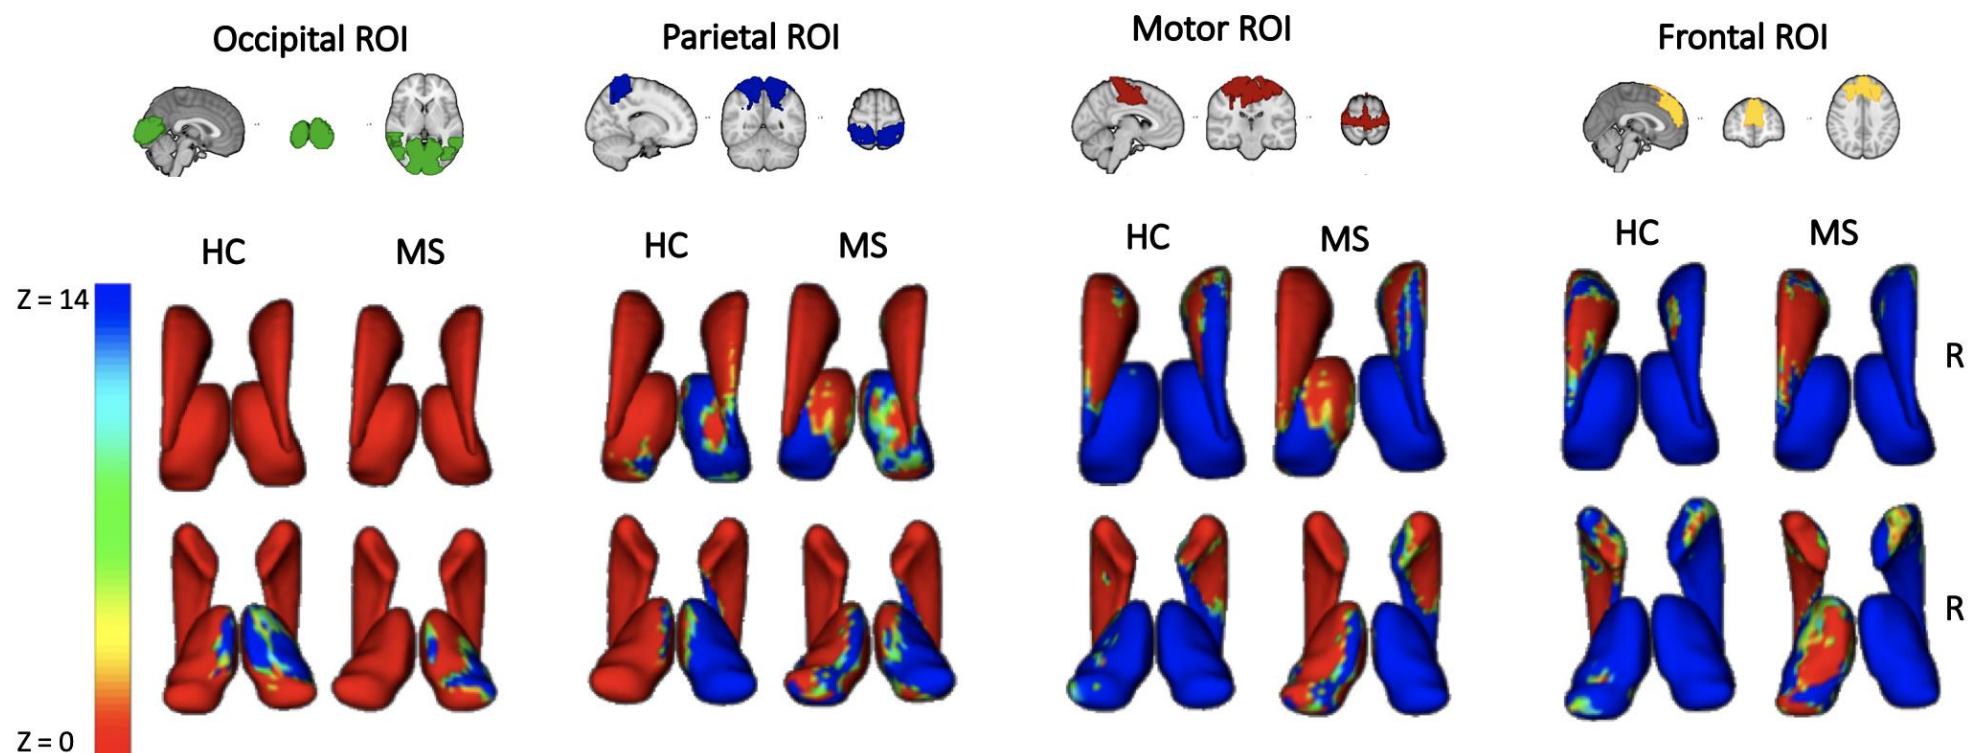 Occipital ROI
Parietal ROI
Motor ROI
Frontal ROI
HC MS
HC MS
HC MS
HC MS
Z = 14
R
R
Z = 0